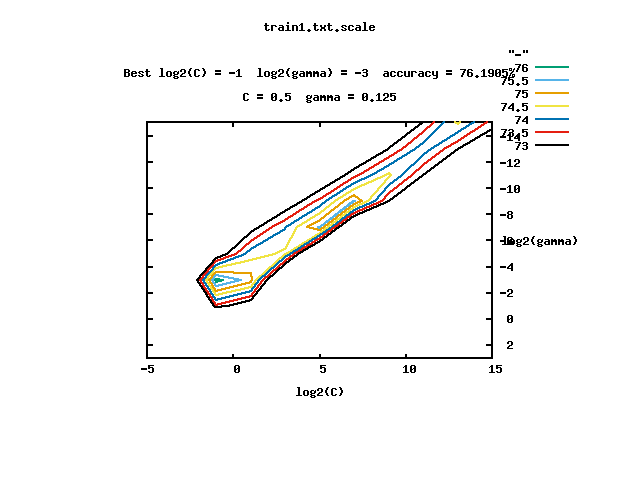 train1.txt.scale
"-"
Best log2(C) = -1 log2(gamma) = -3 accuracy = 76.1905%
76
75.5
C = 0.5 gamma = 0.125
75
74.5
74
73.5
73
-14
-12
-10
-8
-6
log2(gamma)
-4
-2
0
2
-5 0 5 10 15
log2(C)